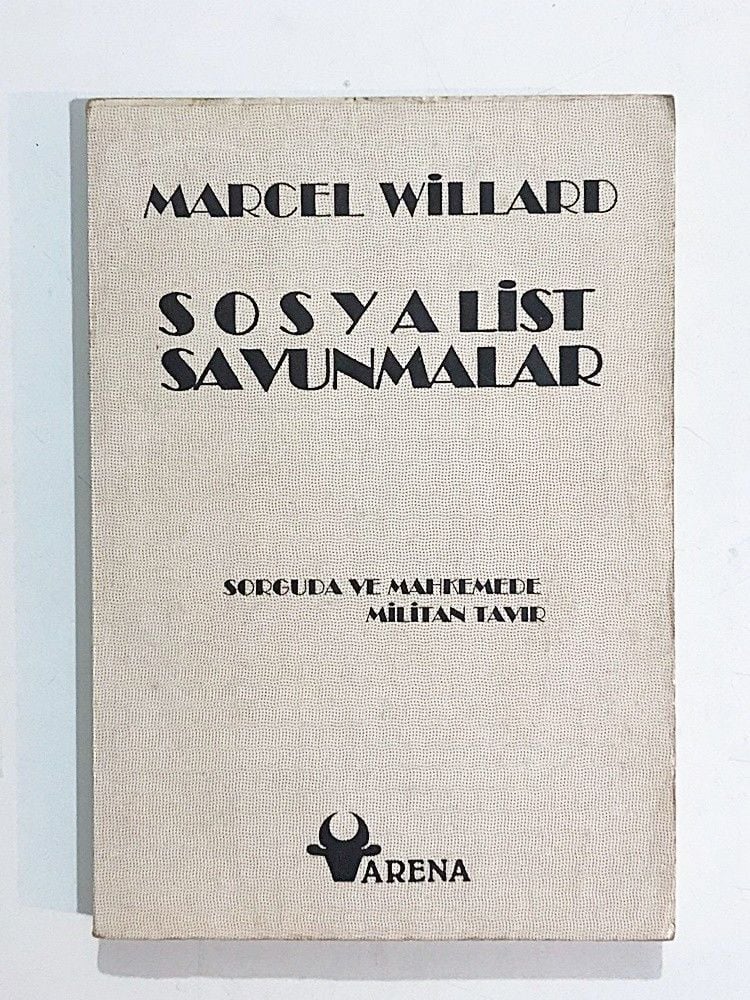 MARCEL WİLLARD
SOSYALİST
SAVUNMALAR
SORGUDA VE MAHKEMEDE
MİLİTAN TAVIR
ARENA